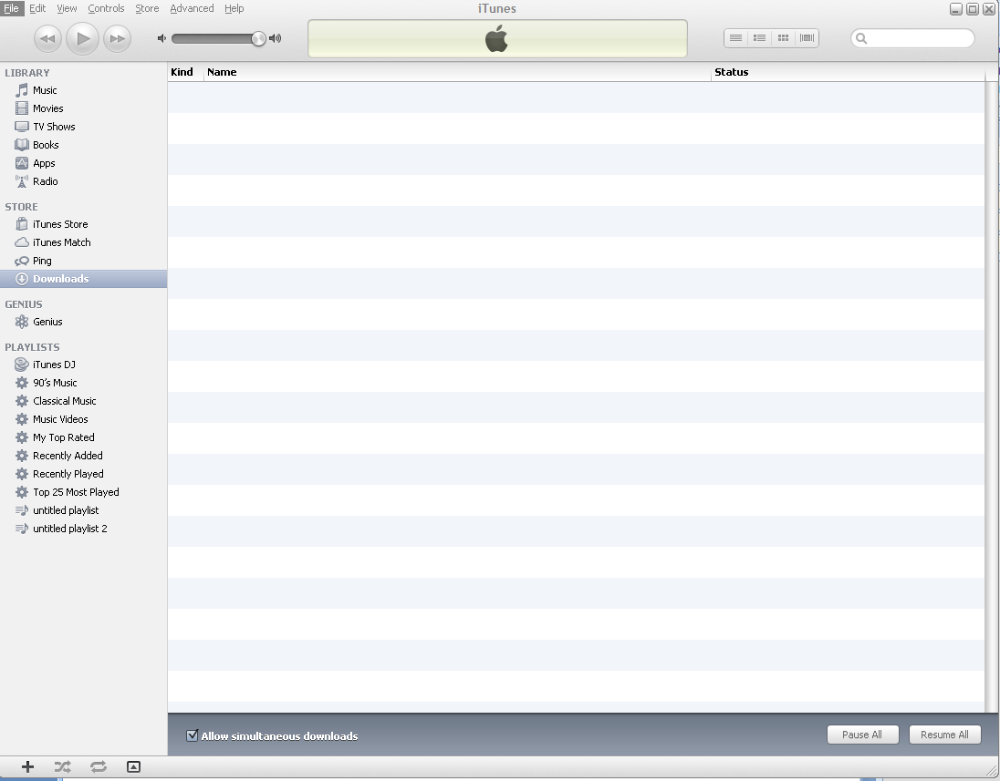 File Edit View Controls Store Advanced Help
iTunes
Kind Name Status
LIBRARY
Music
Movies
TV Shows
Books
Apps
Radio
STORE
iTunes Store
iTunes Match
Ping
Downloads
GENIUS
Genius
PLAYLISTS
iTunes DJ
90's Music
Classical Music
Music Videos
My Top Rated
Recently Added
Recently Played
Top 25 Most Played
untitled playlist
untitled playlist 2
Allow simultaneous downloads
Pause All
Resume All